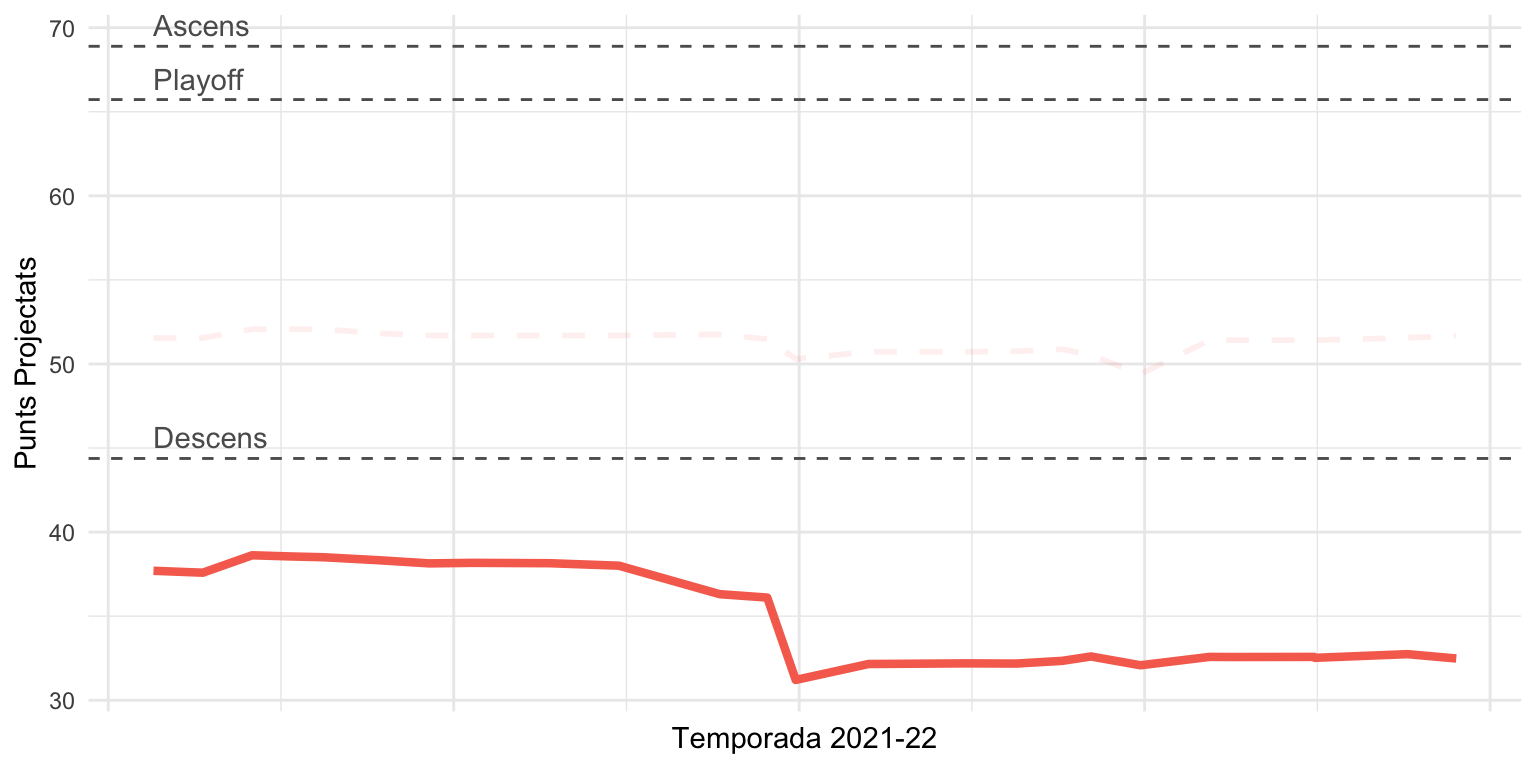 70
Ascens
Playoff
60
50
Descens
40
30
Punts Projectats
Temporada 2021-22